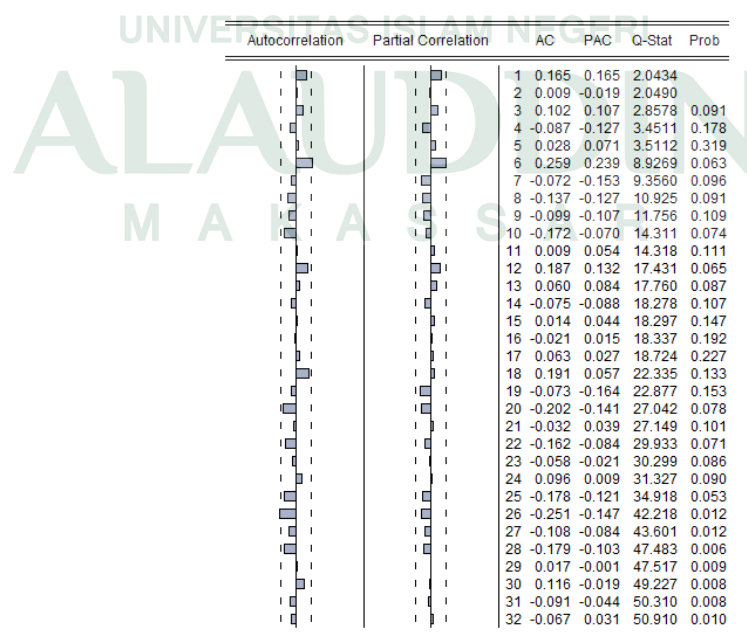 UNIVERSITAS ISLAM NEGERI
ALAUDDIN
MAKASSAR
Autocorrelation Partial Correlation AC PAC Q-Stat Prob
1 0.165 0.165 2.0434
2 0.009 -0.019 2.0490
3 0.102 0.107 2.8578 0.091
4 -0.087 -0.127 3.4511 0.178
5 0.028 0.071 3.5112 0.319
6 0.259 0.239 8.9269 0.063
7 -0.072 -0.153 9.3560 0.096
8 -0.137 -0.127 10.925 0.091
9 -0.099 -0.107 11.756 0.109
10 -0.172 -0.070 14.311 0.074
11 0.009 0.054 14.318 0.111
12 0.187 0.132 17.431 0.065
13 0.060 0.084 17.760 0.087
14 -0.075 -0.088 18.278 0.107
15 0.014 0.044 18.297 0.147
16 -0.021 0.015 18.337 0.192
17 0.063 0.027 18.724 0.227
18 0.191 0.057 22.335 0.133
19 -0.073 -0.164 22.877 0.153
20 -0.202 -0.141 27.042 0.078
21 -0.032 0.039 27.149 0.101
22 -0.162 -0.084 29.933 0.071
23 -0.058 -0.021 30.299 0.086
24 0.096 0.009 31.327 0.090
25 -0.178 -0.121 34.918 0.053
26 -0.251 -0.147 42.218 0.012
27 -0.108 -0.084 43.601 0.012
28 -0.179 -0.103 47.483 0.006
29 0.017 -0.001 47.517 0.009
30 0.116 -0.019 49.227 0.008
31 -0.091 -0.044 50.310 0.008
32 -0.067 0.031 50.910 0.010